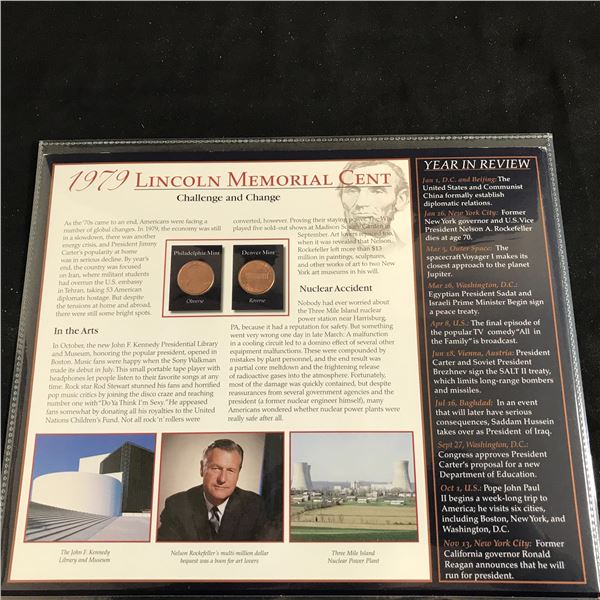 1979 LINCOLN MEMORIAL CENT
Challenge and Change
As the '70s came to an end, Americans were facing a
number of global changes. In 1979, the economy was still
in a slowdown, there was another
energy crisis, and President Jimmy
Carter's popularity at home
was in serious decline. By year's
end, the country was focused
on Iran, where militant students
had overrun the U.S. embassy
in Tehran, taking 53 American
diplomats hostage. But despite
the tensions at home and abroad,
there were still some bright spots.
In the Arts
In October, the new John F. Kennedy Presidential Library
and Museum, honoring the popular president, opened in
Boston. Music fans were happy when the Sony Walkman
made its debut in July. This small portable tape player with
headphones let people listen to their favorite songs any
time. Rock star Rod Stewart stunned his fans and horrified
pop music critics by joining the disco craze and reaching
number one with "Do Ya Think I'm Sexy." He appeased
fans somewhat by donating all his royalties to the United
Nations Children's Fund. Not all rock 'n' rollers were
Philadelphia Mint
Obverse
Denver Mint
Reverse
converted, however. Proving their staying power, The Who
played five sold-out shows at Madison Square Garden in
September. Art lovers rejoiced too
when it was revealed that Nelson
Rockefeller left more than $13
million in paintings, sculptures,
and other works of art to two New
York art museums in his will.
Nuclear Accident
Nobody had ever worried about
the Three Mile Island nuclear
power station near Harrisburg,
PA, because it had a reputation for safety. But something
went very wrong one day in late March: A malfunction
in a cooling circuit led to a domino effect of several other
equipment malfunctions. These were compounded by
mistakes by plant personnel, and the end result was
a partial core meltdown and the frightening release
of radioactive gases into the atmosphere. Fortunately,
most of the damage was quickly contained, but despite
reassurances from several government agencies and the
president (a former nuclear engineer himself), many
Americans wondered whether nuclear power plants were
really safe after all.
The John F. Kennedy
Library and Museum
Nelson Rockefeller's multi-million dollar
bequest was a boon for art lovers
Three Mile Island
Nuclear Power Plant
YEAR IN REVIEW
Jan 1, D.C. and Beijing: The
United States and Communist
China formally establish
diplomatic relations.
Jan 26, New York City: Former
New York governor and U.S. Vice
President Nelson A. Rockefeller
dies at age 70.
Mar 5, Outer Space: The
spacecraft Voyager I makes its
closest approach to the planet
Jupiter.
Mar 26, Washington, D.C.:
Egyptian President Sadat and
Israeli Prime Minister Begin sign
a peace treaty.
Apr 8, U.S.: The final episode of
the popular TV comedy "All in
the Family" is broadcast.
Jun 18, Vienna, Austria: President
Carter and Soviet President
Brezhnev sign the SALT II treaty,
which limits long-range bombers
and missiles.
Jul 16, Baghdad: In an event
that will later have serious
consequences, Saddam Hussein
takes over as President of Iraq.
Sept 27, Washington, D.C.:
Congress approves President
Carter's proposal for a new
Department of Education.
Oct 1, U.S.: Pope John Paul
II begins a week-long trip to
America; he visits six cities,
including Boston, New York, and
Washington, D.C.
Nov 13, New York City: Former
California governor Ronald
Reagan announces that he will
run for president.